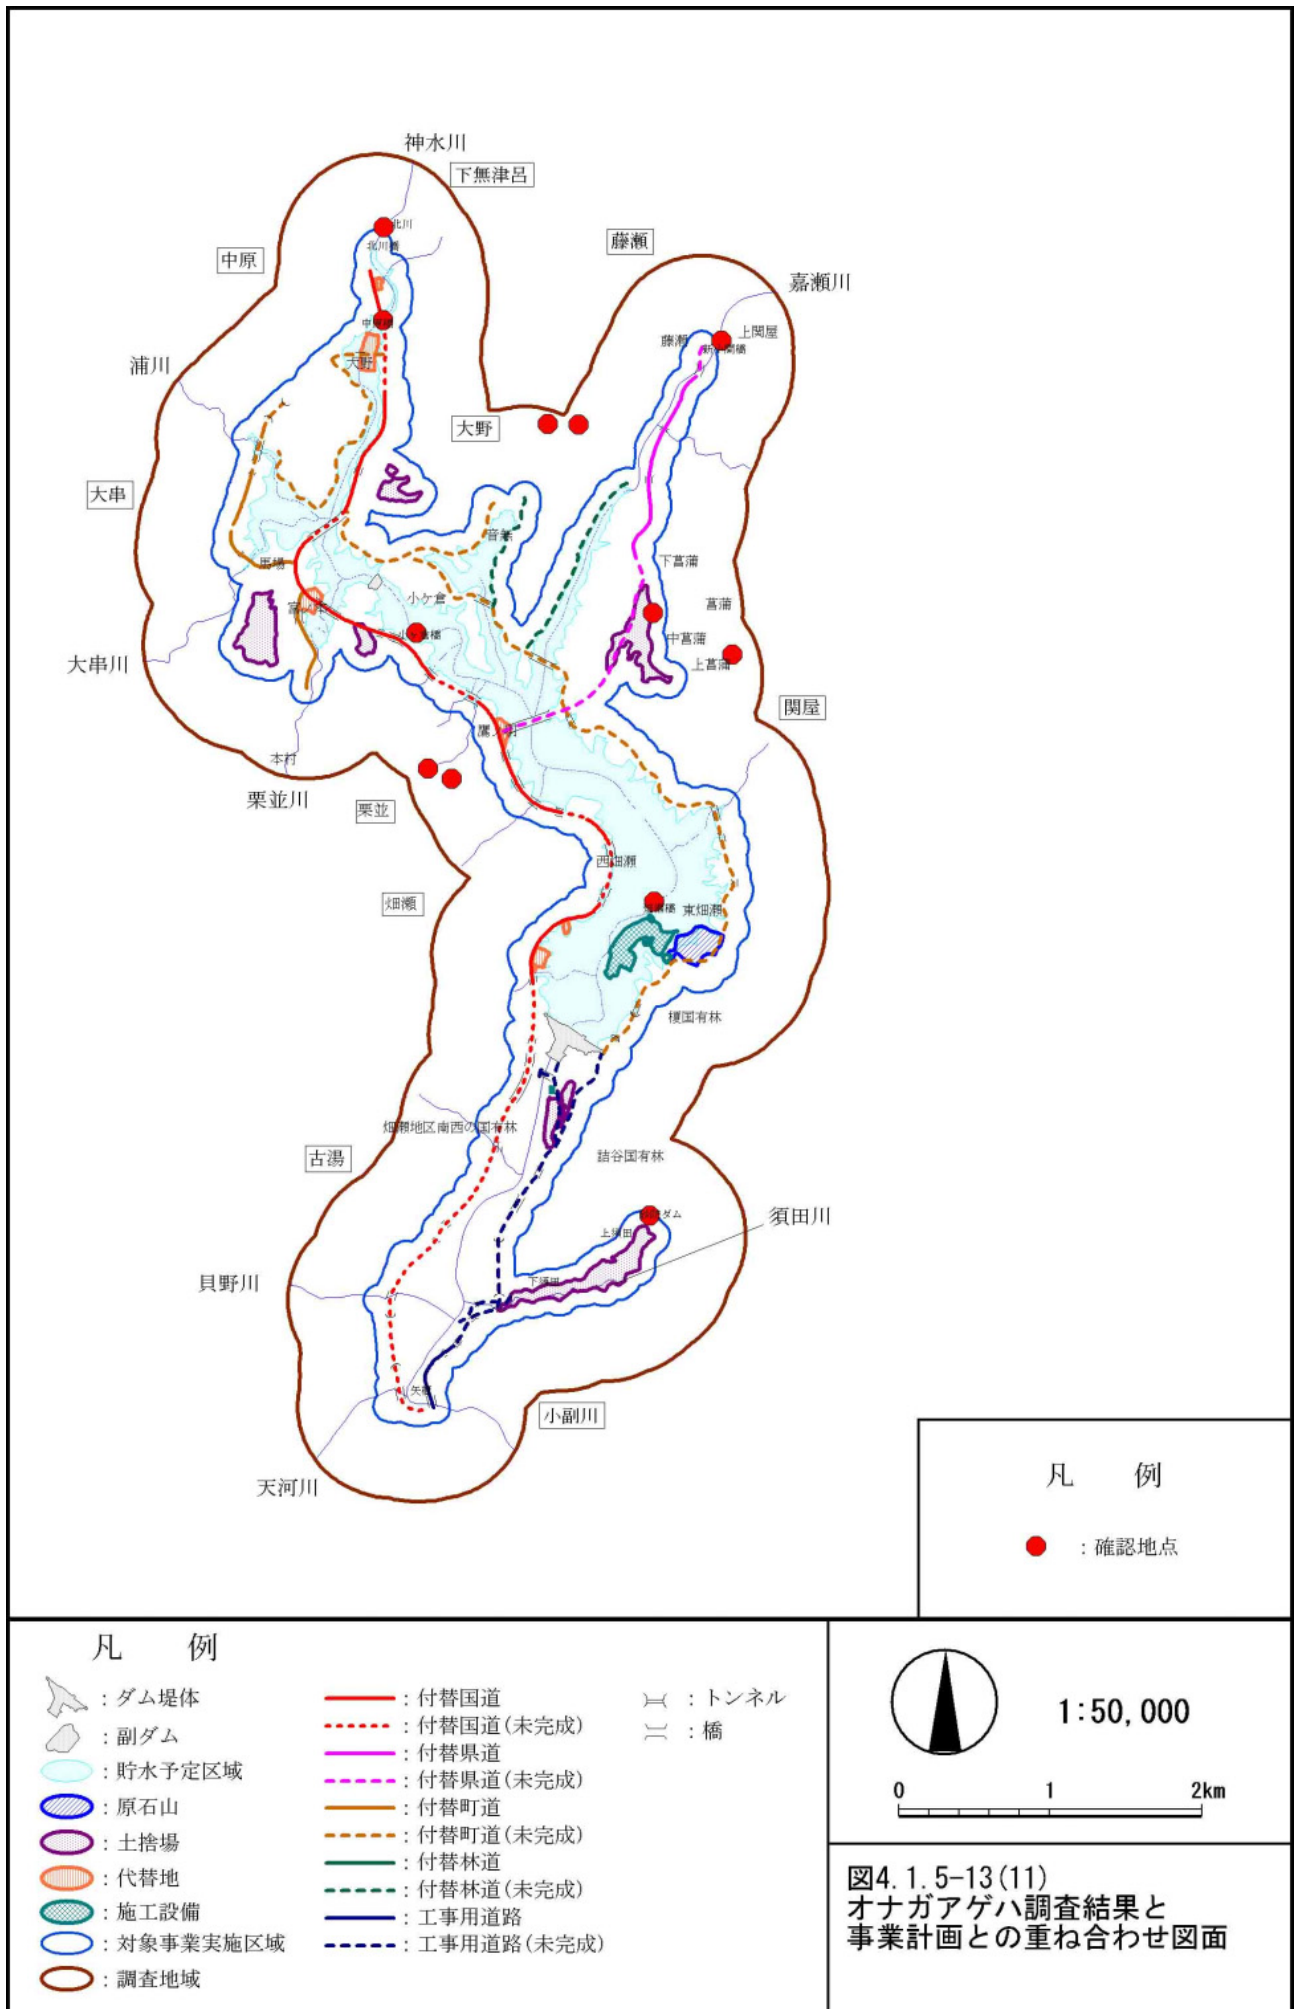 神水川
下無津呂
北川
北川橋
中原
藤瀬
嘉瀬川
上関屋
藤瀬
浦川
大野
大野
大串
音無
下菖蒲
馬場
小ケ倉
菖蒲
中菖蒲
上菖蒲
大串川
関屋
本村
栗並川
栗並
西畑瀬
畑瀬
東畑瀬
榎国有林
畑瀬地区南西の国有林
古湯
詰谷国有林
須田川
上須田
ダム
下須田
貝野川
小副川
天河川
凡 例
：確認地点
凡 例
：ダム堤体
：副ダム
：貯水予定区域
：原石山
：土捨場
：代替地
：施工設備
：対象事業実施区域
：調査地域
：付替国道
：付替国道(未完成)
：付替県道
：付替県道(未完成)
：付替町道
：付替町道(未完成)
：付替林道
：付替林道(未完成)
：工事用道路
：工事用道路(未完成)
：トンネル
：橋
1:50,000
0 1 2km
図4.1.5-13(11)
オナガアゲハ調査結果と
事業計画との重ね合わせ図面